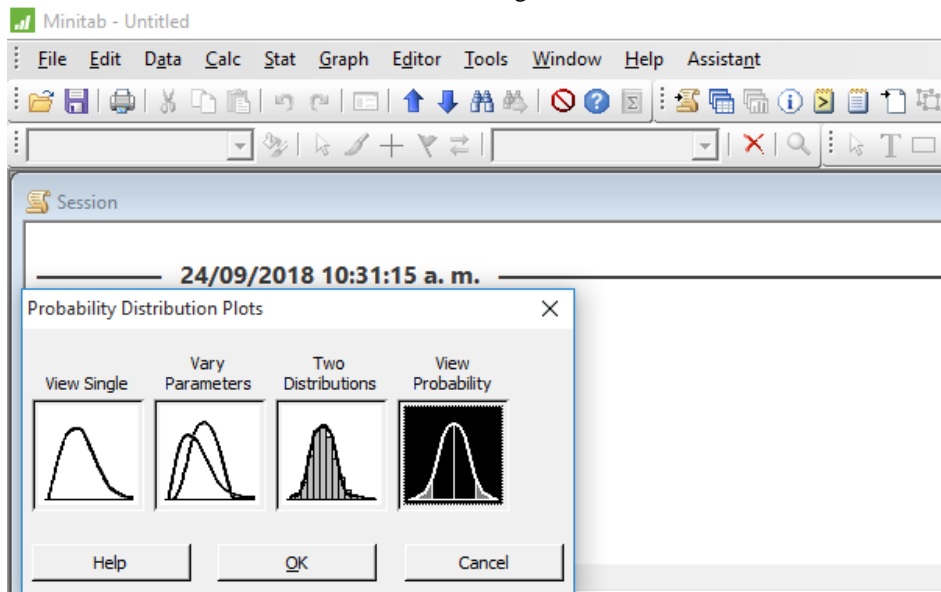 Minitab - Untitled
File Edit Data Calc Stat Graph Editor Tools Window Help Assistant
Session
24/09/2018 10:31:15 a. m.
Probability Distribution Plots
View Single
Vary Parameters
Two Distributions
View Probability
Help OK Cancel